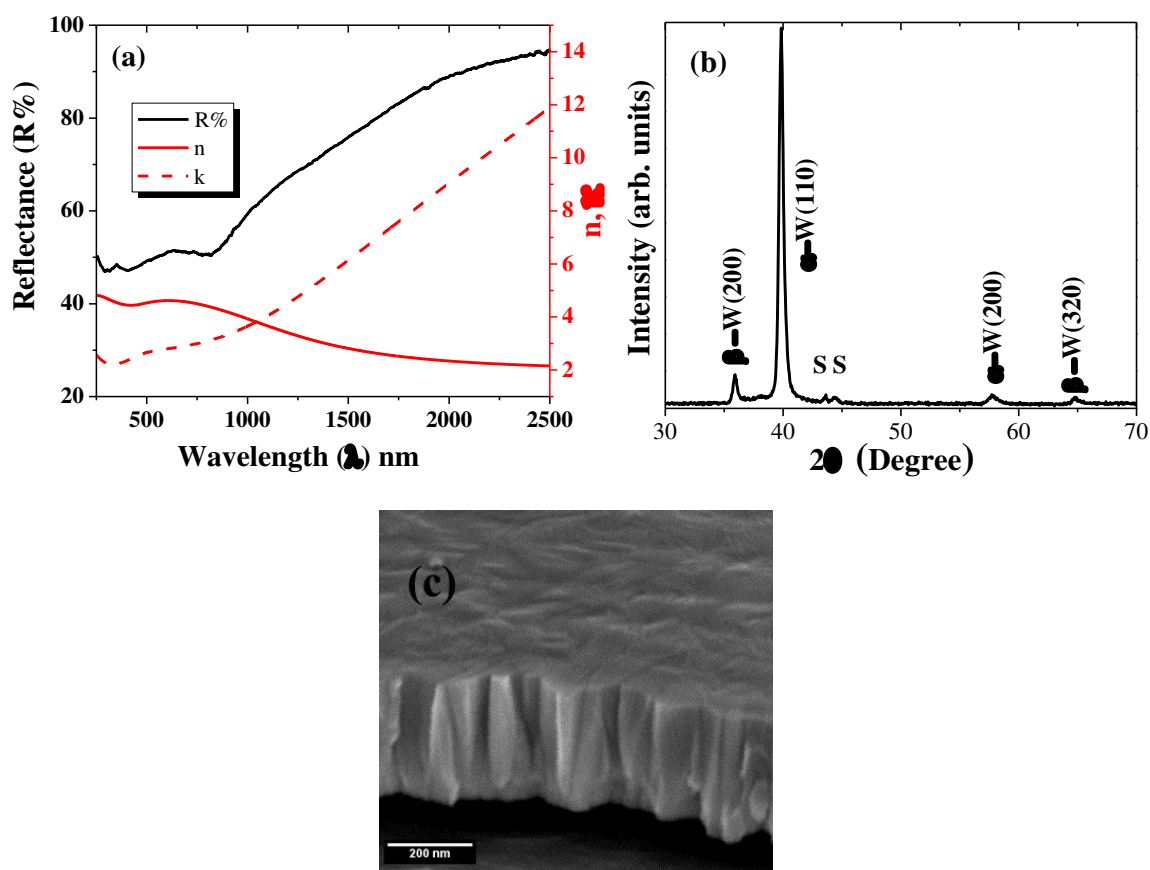 (a)
100
80
60
40
20
Reflectance (R%)
R%
n
k
14
12
10
8
6
4
2
n,
500 1000 1500 2000 2500
Wavelength ( ) nm
(b)
Intensity (arb. units)
W(200)
W(110)
S S
W(200)
W(320)
30 40 50 60 70
2 (Degree)
(c)
200 nm